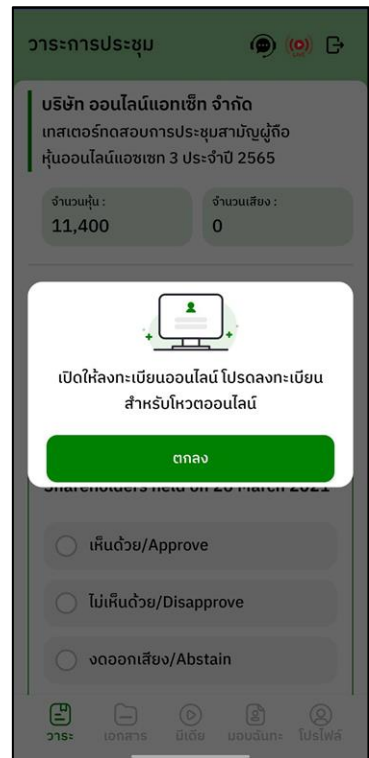 วาระการประชุม
บริษัท ออนไลน์แอทเซ็ท จำกัด
เทสเตอร์ทดสอบการประชุมสามัญผู้ถือ
หุ้นออนไลน์แอซเซท 3 ประจำปี 2565
จำนวนหุ้น :
จำนวนเสียง :
11,400
0
เปิดให้ลงทะเบียนออนไลน์ โปรดลงทะเบียน
สำหรับโหวตออนไลน์
ตกลง
Shareholders held on 26 March 2021
เห็นด้วย/Approve
ไม่เห็นด้วย/Disapprove
งดออกเสียง/Abstain
วาระ
เอกสาร
มีเดีย
มอบฉันทะ
โปรไฟล์